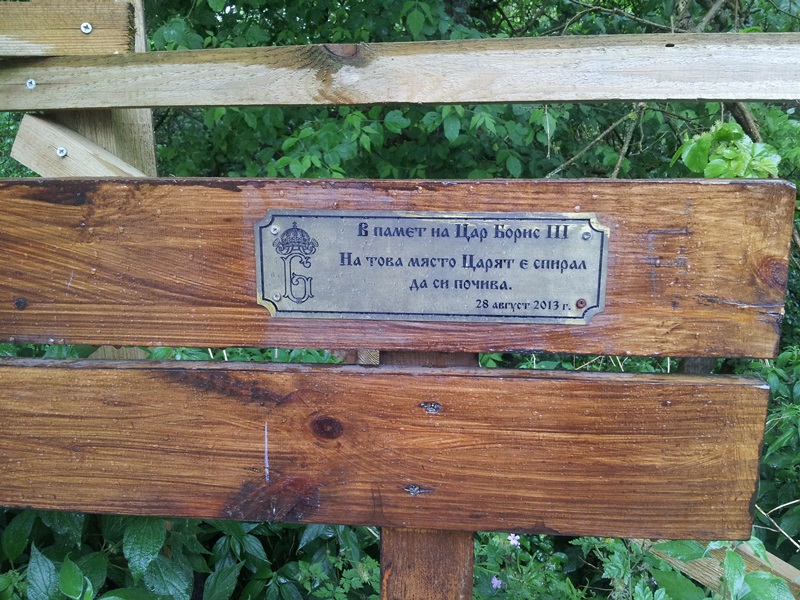 В памет на Цар Борис III
На това място Царят е спирал
да си почива.
28 август 2013 г.